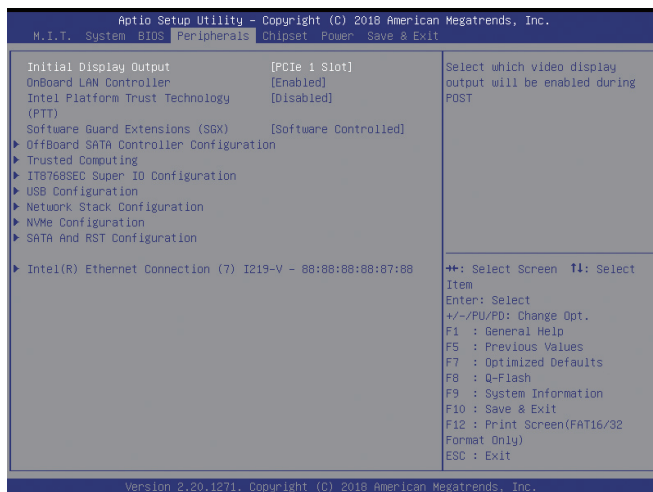 Aptio Setup Utility – Copyright (C) 2018 American Megatrends, Inc.
M.I.T. System BIOS Peripherals Chipset Power Save & Exit
Initial Display Output [PCIe 1 Slot]
OnBoard LAN Controller [Enabled]
Intel Platform Trust Technology [Disabled]
(PTT)
Software Guard Extensions (SGX) [Software Controlled]
OffBoard SATA Controller Configuration
Trusted Computing
IT8768SEC Super IO Configuration
USB Configuration
Network Stack Configuration
NVMe Configuration
SATA And RST Configuration
Intel(R) Ethernet Connection (7) I219-V – 88:88:88:88:87:88
Select which video display
output will be enabled during
POST
→←: Select Screen ↑↓: Select
Item
Enter: Select
+/-/PU/PD: Change Opt.
F1 : General Help
F5 : Previous Values
F7 : Optimized Defaults
F8 : Q-Flash
F9 : System Information
F10 : Save & Exit
F12 : Print Screen(FAT16/32
Format Only)
ESC : Exit
Version 2.20.1271. Copyright (C) 2018 American Megatrends, Inc.